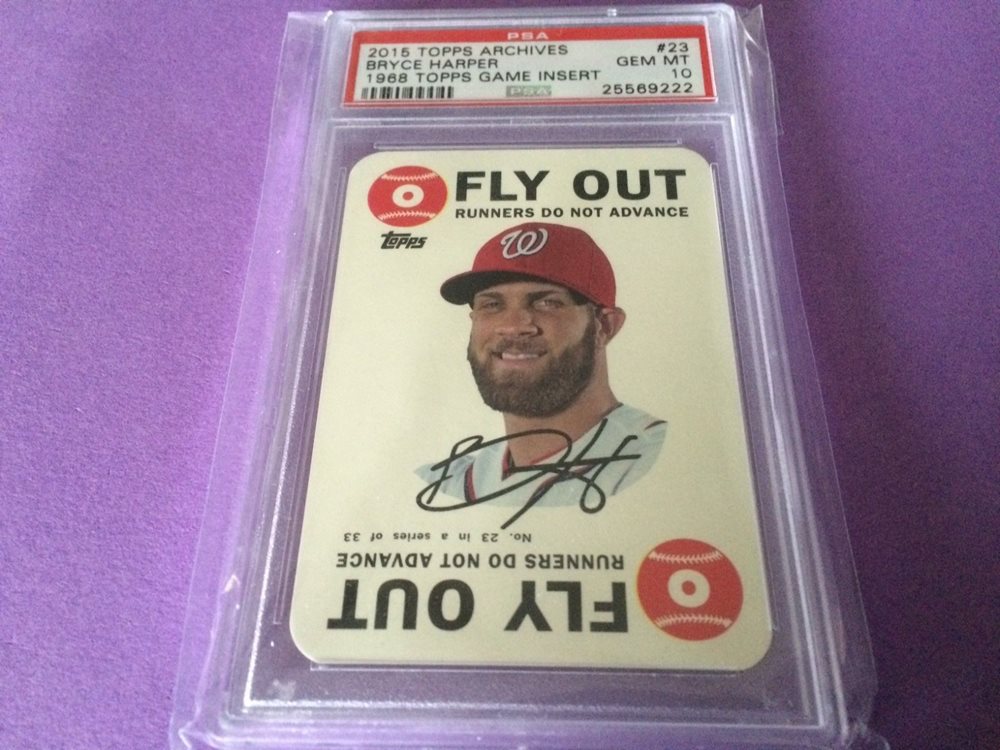 PSA
2015 TOPPS ARCHIVES #23
BRYCE HARPER GEM MT
1968 TOPPS GAME INSERT 10
PSA 25569222
FLY OUT
RUNNERS DO NOT ADVANCE
Topps
W
No. 23 in a series of 33
RUNNERS DO NOT ADVANCE
FLY OUT